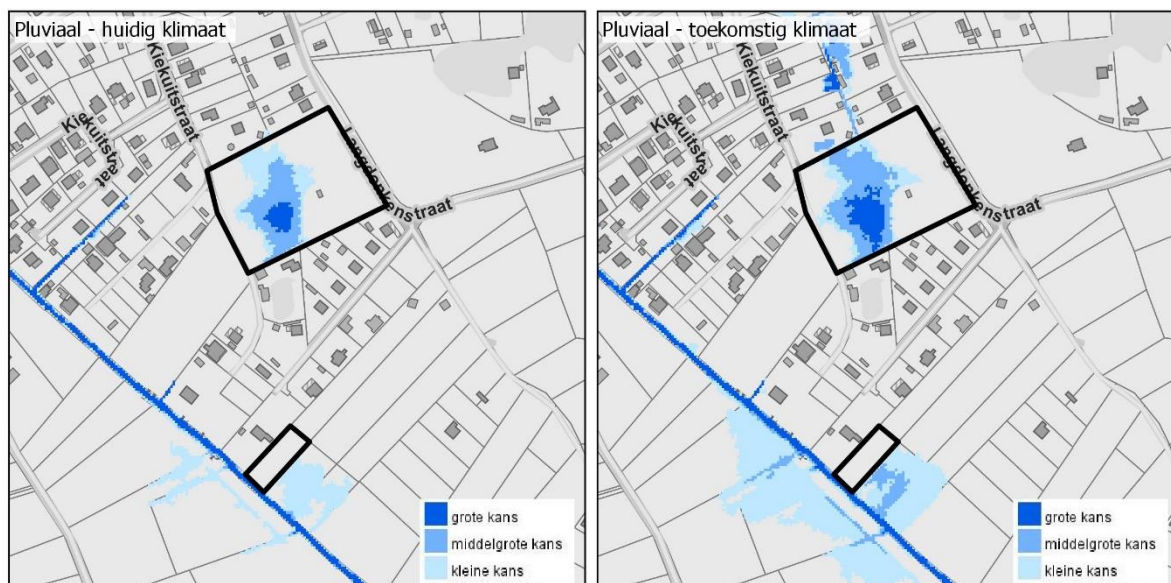 Pluviaal - huidig klimaat
Kiekuitstraat
Kiekuitstraat
Langdonkenstraat
grote kans
middelgrote kans
kleine kans
Pluviaal - toekomstig klimaat
Kiekuitstraat
Kiekuitstraat
Langdonkenstraat
grote kans
middelgrote kans
kleine kans